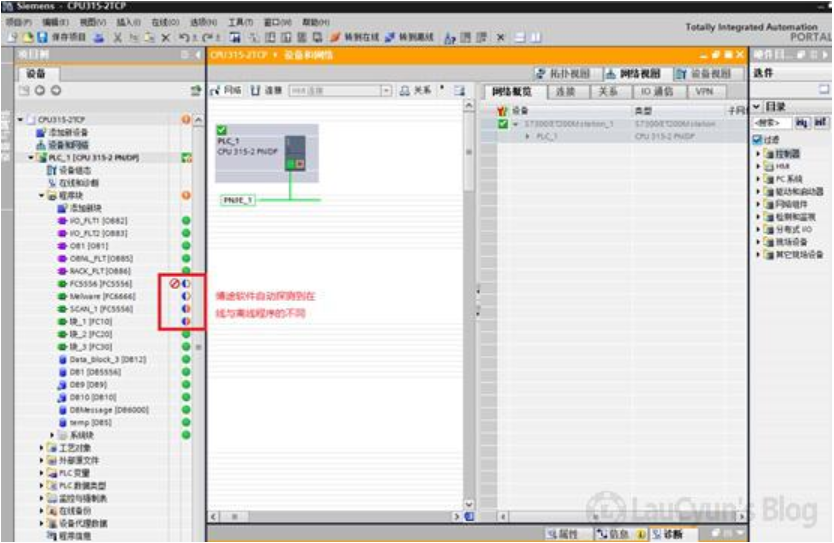 Siemens - CPU315-2TCP
项目(P) 编辑(E) 视图(V) 插入(I) 在线(O) 选项(N) 工具(T) 窗口(W) 帮助(H)
Totally Integrated Automation
PORTAL
保存项目
转到在线
转到离线
项目树
CPU315-2TCP ▸ 设备和网络
设备
拓扑视图
网络视图
设备视图
选件
网络
连接
HMI连接
关系
网络概览
连接
关系
IO 通信
VPN
目录
设备
类型
子网
<搜索>
过滤
CPU315-2TCP
添加新设备
设备和网络
PLC_1 [CPU 315-2 PN/DP]
设备组态
在线和诊断
程序块
添加新块
I/O_FLT1 [OB82]
I/O_FLT2 [OB83]
OB1 [OB1]
OBNL_FLT [OB85]
RACK_FLT [OB86]
FC5556 [FC5556]
Melware [FC6666]
SCAN_1 [FC5556]
块_1 [FC10]
块_2 [FC20]
块_3 [FC30]
Data_block_3 [DB12]
DB1 [DB5556]
DB9 [DB9]
DB10 [DB10]
DBMessage [DB6000]
temp [DB5]
系统块
工艺对象
外部源文件
PLC 变量
PLC 数据类型
监控与强制表
在线备份
设备代理数据
程序信息
PLC_1
CPU 315-2 PN/DP
PN/IE_1
博途软件自动探测到在
线与离线程序的不同
S7300/ET200M station_1
S7300/ET200M station
PLC_1
CPU 315-2 PN/DP
控制器
HMI
PC 系统
驱动和启动器
网络组件
检测和监视
分布式 I/O
现场设备
其它现场设备
属性
信息
诊断
LauCyun's Blog